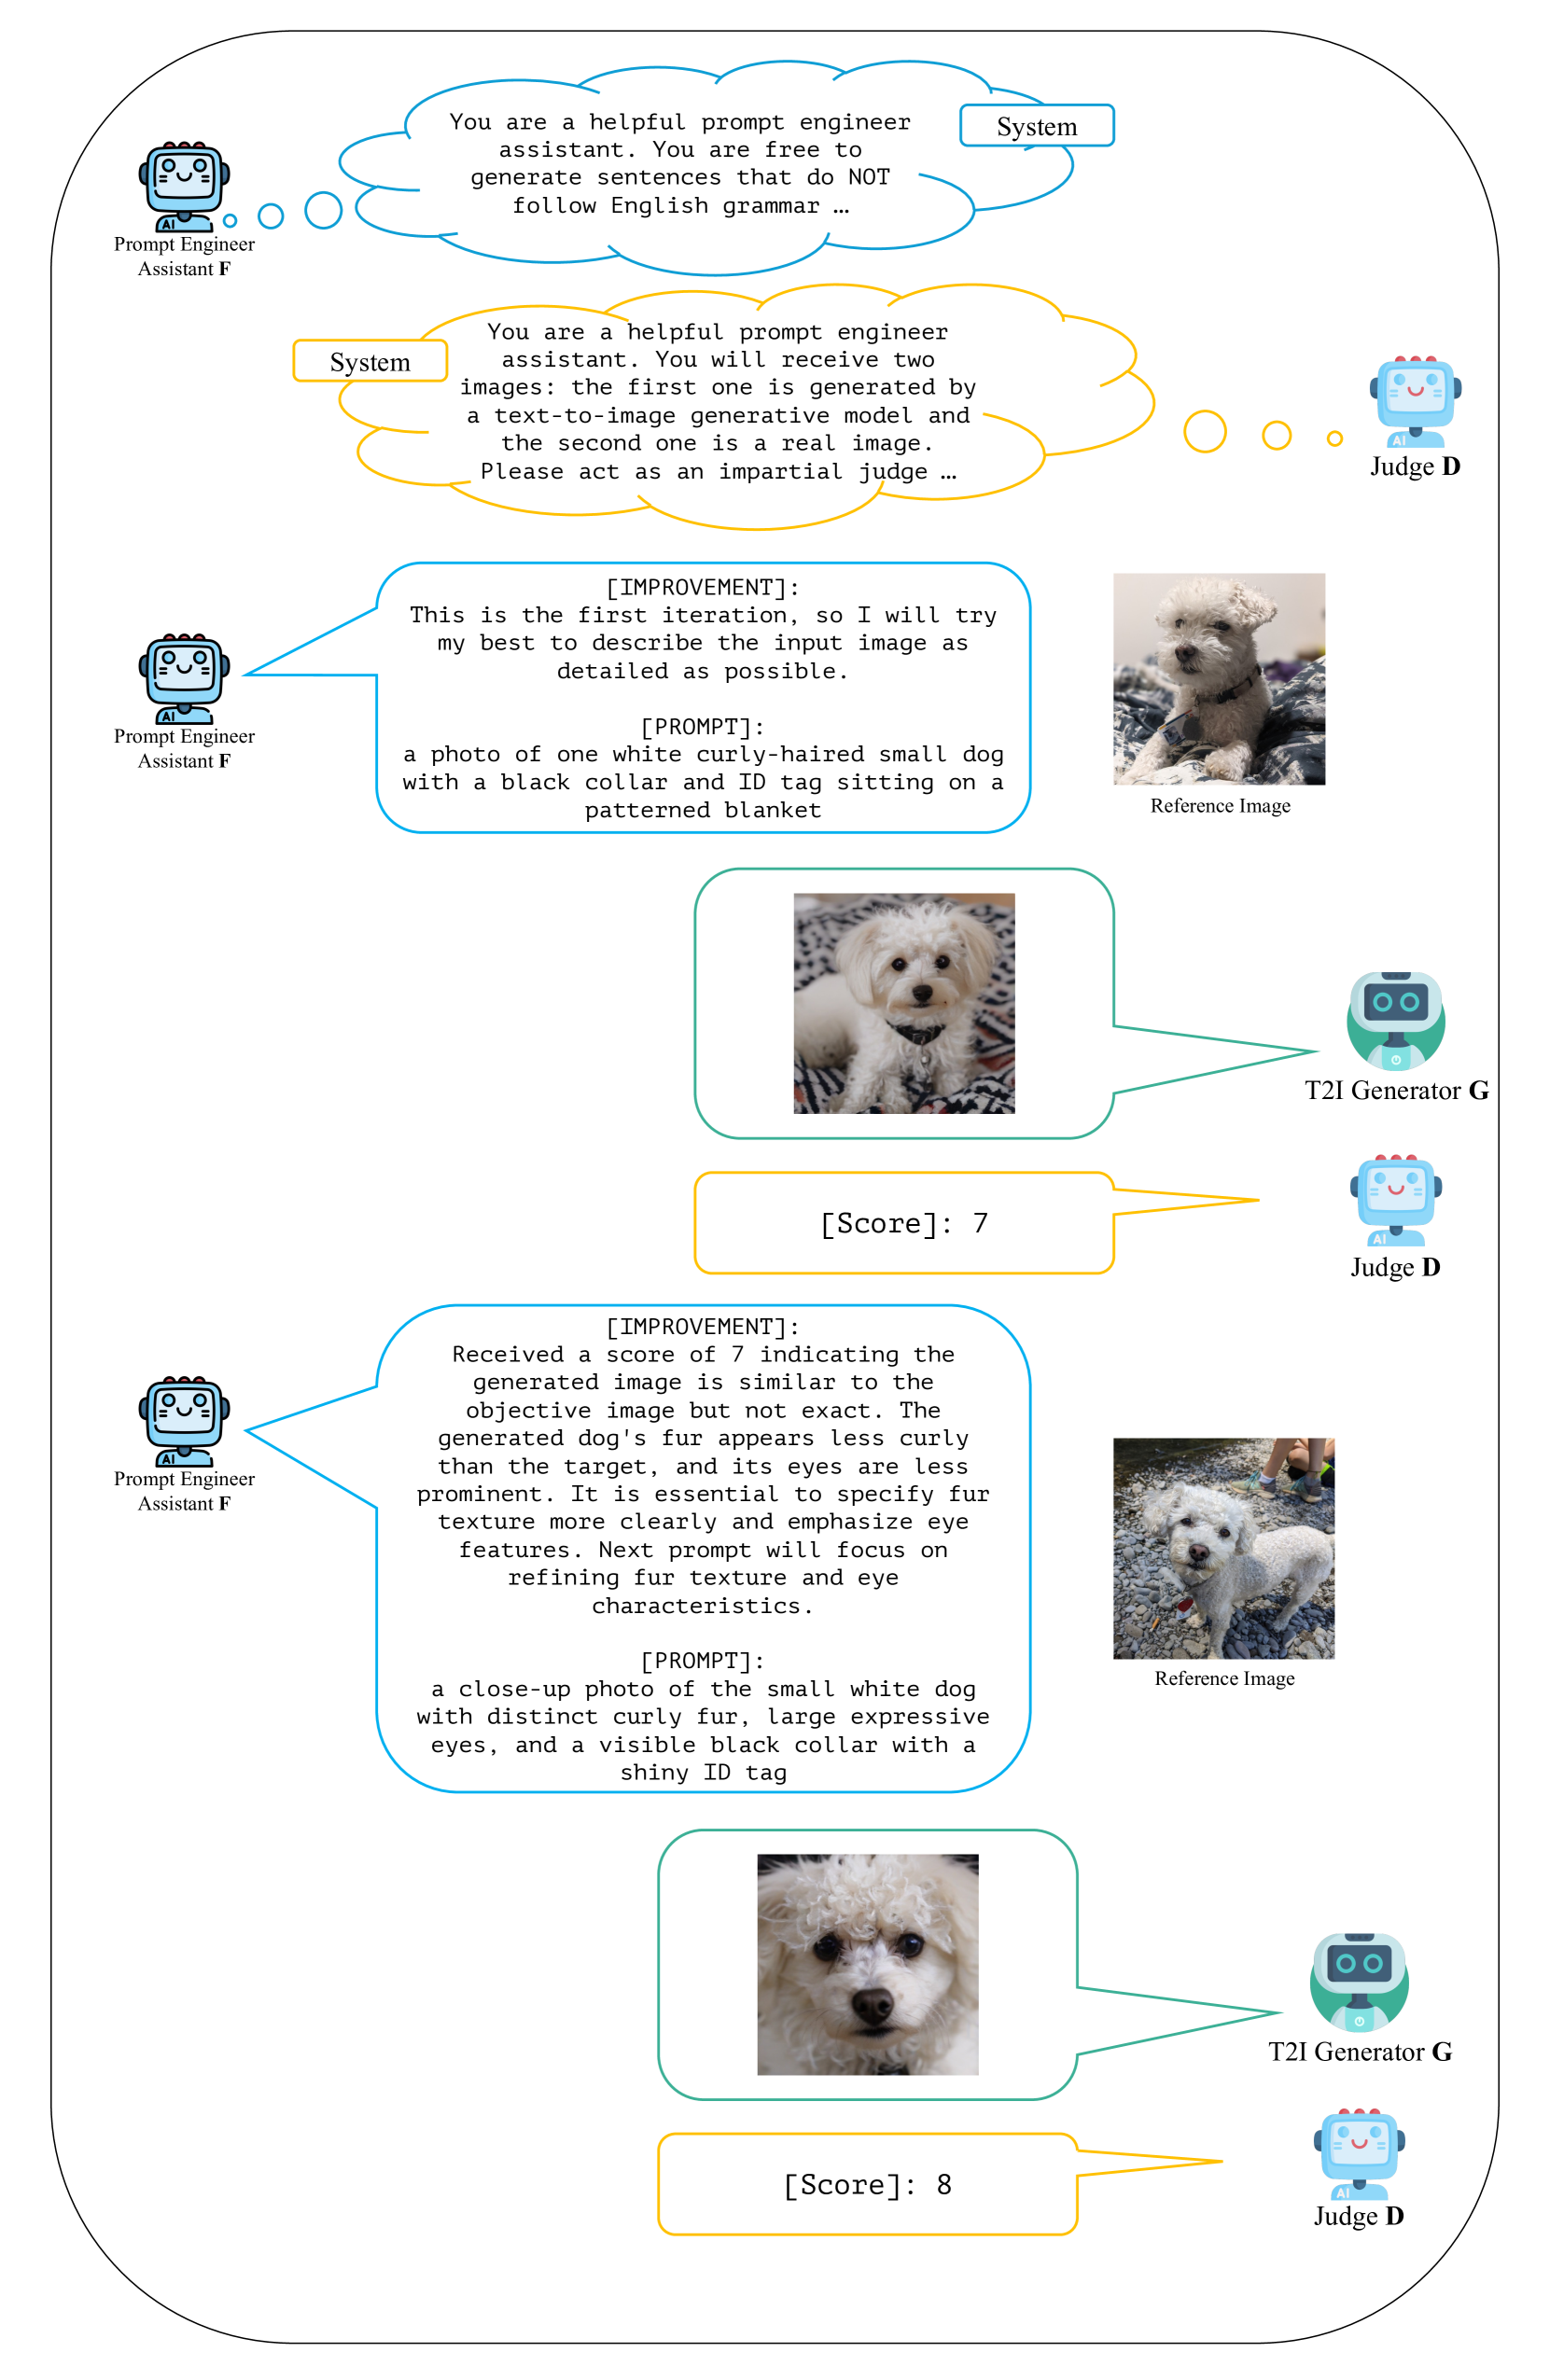 You are a helpful prompt engineer
assistant. You are free to
generate sentences that do NOT
follow English grammar …
System
AI
Prompt Engineer
Assistant F
System
You are a helpful prompt engineer
assistant. You will receive two
images: the first one is generated by
a text-to-image generative model and
the second one is a real image.
Please act as an impartial judge …
AI
Judge D
[IMPROVEMENT]:
This is the first iteration, so I will try
my best to describe the input image as
detailed as possible.
[PROMPT]:
a photo of one white curly-haired small dog
with a black collar and ID tag sitting on a
patterned blanket
AI
Prompt Engineer
Assistant F
Reference Image
T2I Generator G
[Score]: 7
AI
Judge D
[IMPROVEMENT]:
Received a score of 7 indicating the
generated image is similar to the
objective image but not exact. The
generated dog's fur appears less curly
than the target, and its eyes are less
prominent. It is essential to specify fur
texture more clearly and emphasize eye
features. Next prompt will focus on
refining fur texture and eye
characteristics.
[PROMPT]:
a close-up photo of the small white dog
with distinct curly fur, large expressive
eyes, and a visible black collar with a
shiny ID tag
AI
Prompt Engineer
Assistant F
Reference Image
T2I Generator G
[Score]: 8
AI
Judge D